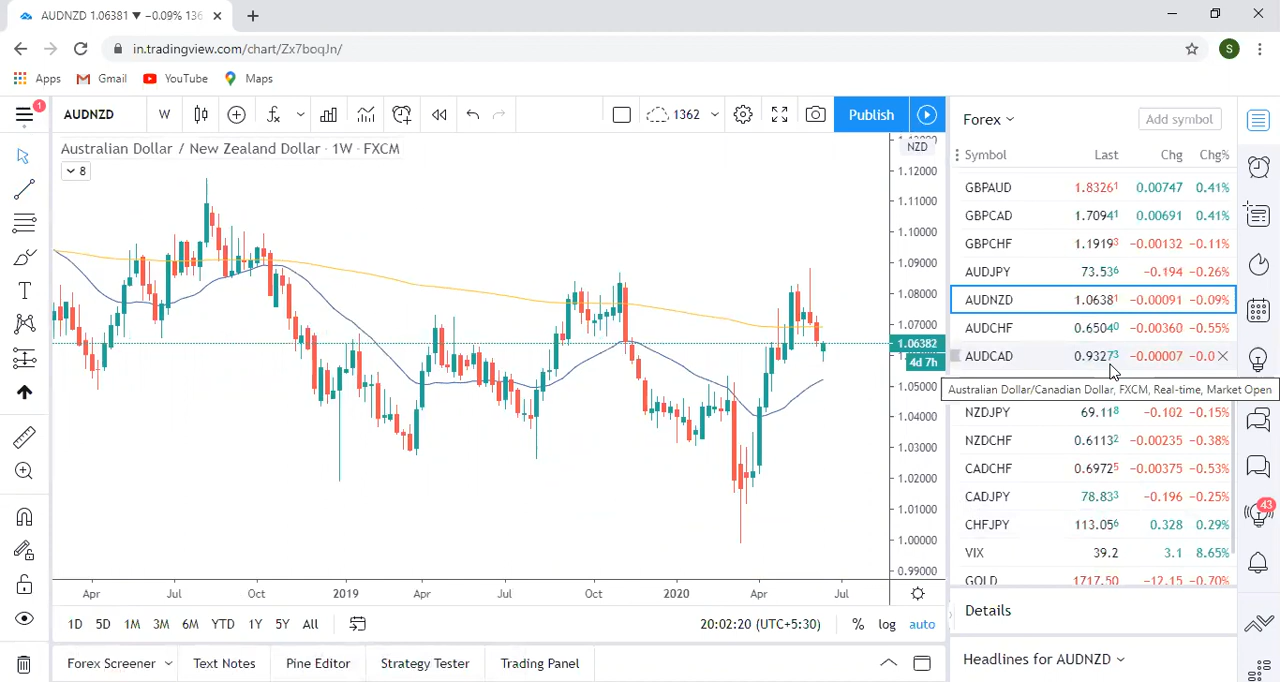 AUDNZD 1.06381 ▼ −0.09% 136
in.tradingview.com/chart/Zx7boqJn/
S
Apps Gmail YouTube Maps
1 AUDNZD W 1362 Publish
Forex Add symbol
Australian Dollar / New Zealand Dollar · 1W · FXCM
8
NZD
1.12000
1.11000
1.10000
1.09000
1.08000
1.07000
1.06382
4d 7h
1.05000
1.04000
1.03000
1.02000
1.01000
1.00000
0.99000
Apr Jul Oct 2019 Apr Jul Oct 2020 Apr Jul
1D 5D 1M 3M 6M YTD 1Y 5Y All 20:02:20 (UTC+5:30) % log auto
Forex Screener Text Notes Pine Editor Strategy Tester Trading Panel
Symbol Last Chg Chg%
GBPAUD 1.83261 0.00747 0.41%
GBPCAD 1.70941 0.00691 0.41%
GBPCHF 1.19193 −0.00132 −0.11%
AUDJPY 73.536 −0.194 −0.26%
AUDNZD 1.06381 −0.00091 −0.09%
AUDCHF 0.65040 −0.00360 −0.55%
AUDCAD 0.93273 −0.00007 −0.0
Australian Dollar/Canadian Dollar, FXCM, Real-time, Market Open
NZDJPY 69.118 −0.102 −0.15%
NZDCHF 0.61132 −0.00235 −0.38%
CADCHF 0.69725 −0.00375 −0.53%
CADJPY 78.833 −0.196 −0.25%
CHFJPY 113.056 0.328 0.29%
VIX 39.2 3.1 8.65%
GOLD 1717.50 −12.15 −0.70%
Details
Headlines for AUDNZD
43